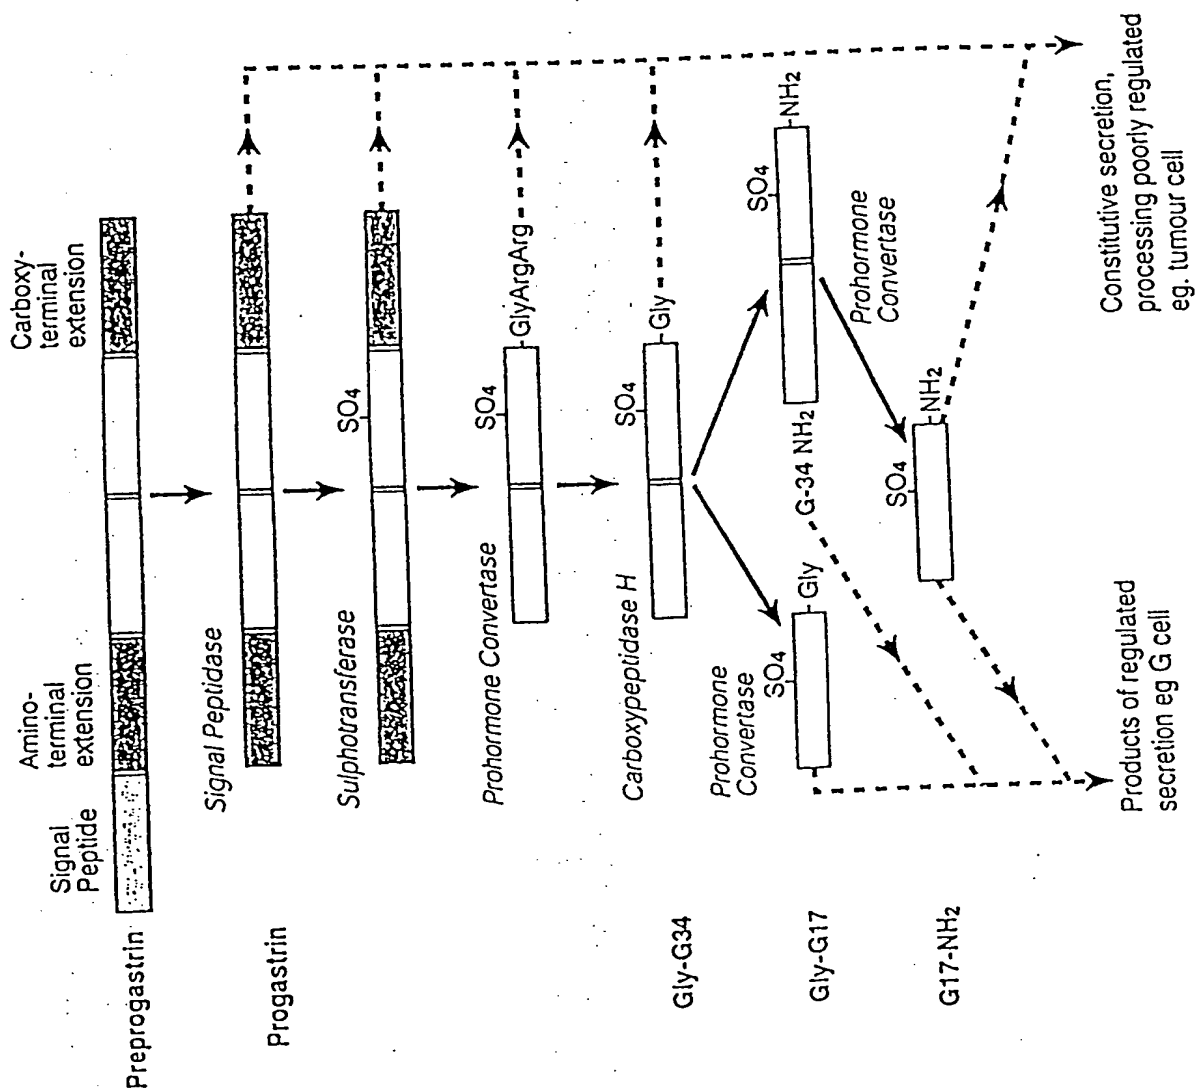 Signal
Peptide
Amino-
terminal
extension
Carboxy-
terminal
extension
Preprogastrin
Signal Peptidase
Progastrin
Sulphotransferase
SO4
Prohormone Convertase
SO4
GlyArgArg
Carboxypeptidase H
SO4
Gly
Gly-G34
Prohormone
Convertase
SO4
Gly
Gly-G17
G-34 NH2
SO4
NH2
Prohormone
Convertase
SO4
NH2
G17-NH2
Products of regulated
secretion eg G cell
Constitutive secretion,
processing poorly regulated
eg. tumour cell